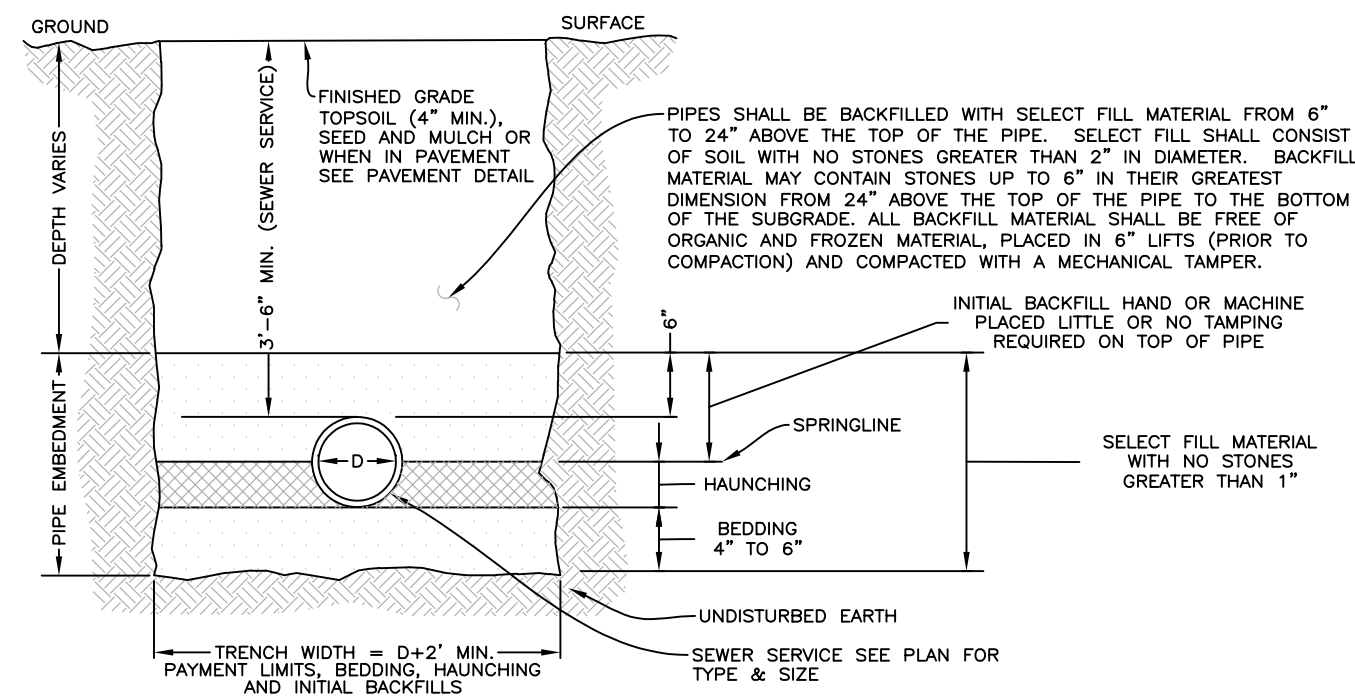 GROUND
SURFACE
DEPTH VARIES
3'-6" MIN. (SEWER SERVICE)
FINISHED GRADE
TOPSOIL (4" MIN.),
SEED AND MULCH OR
WHEN IN PAVEMENT
SEE PAVEMENT DETAIL
PIPES SHALL BE BACKFILLED WITH SELECT FILL MATERIAL FROM 6"
TO 24" ABOVE THE TOP OF THE PIPE. SELECT FILL SHALL CONSIST
OF SOIL WITH NO STONES GREATER THAN 2" IN DIAMETER. BACKFILL
MATERIAL MAY CONTAIN STONES UP TO 6" IN THEIR GREATEST
DIMENSION FROM 24" ABOVE THE TOP OF THE PIPE TO THE BOTTOM
OF THE SUBGRADE. ALL BACKFILL MATERIAL SHALL BE FREE OF
ORGANIC AND FROZEN MATERIAL, PLACED IN 6" LIFTS (PRIOR TO
COMPACTION) AND COMPACTED WITH A MECHANICAL TAMPER.
6"
INITIAL BACKFILL HAND OR MACHINE
PLACED LITTLE OR NO TAMPING
REQUIRED ON TOP OF PIPE
PIPE EMBEDMENT
D
SPRINGLINE
HAUNCHING
BEDDING
4" TO 6"
SELECT FILL MATERIAL
WITH NO STONES
GREATER THAN 1"
UNDISTURBED EARTH
SEWER SERVICE SEE PLAN FOR
TYPE & SIZE
TRENCH WIDTH = D+2' MIN.
PAYMENT LIMITS, BEDDING, HAUNCHING
AND INITIAL BACKFILLS